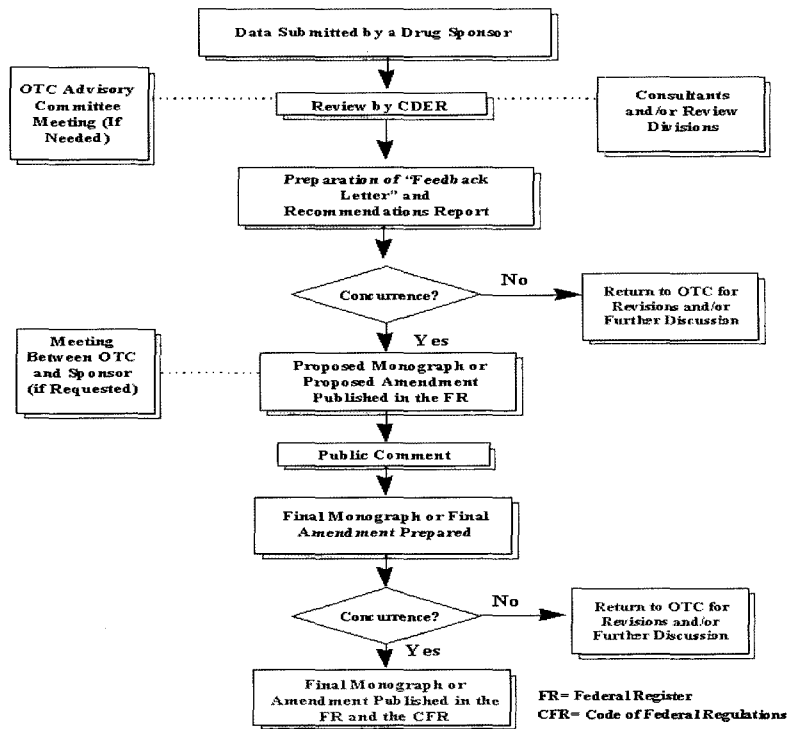 Data Submitted by a Drug Sponsor
OTC Advisory
Committee
Meeting (If
Needed)
Review by CDER
Consultants
and/or Review
Divisions
Preparation of "Feedback
Letter" and
Recommendations Report
Concurrence?
No
Return to OTC for
Revisions and/or
Further Discussion
Yes
Meeting
Between OTC
and Sponsor
(if Requested)
Proposed Monograph or
Proposed Amendment
Published in the FR
Public Comment
Final Monograph or Final
Amendment Prepared
Concurrence?
No
Return to OTC for
Revisions and/or
Further Discussion
Yes
Final Monograph or
Amendment Published in the
FR and the CFR
FR= Federal Register
CFR= Code of Federal Regulations